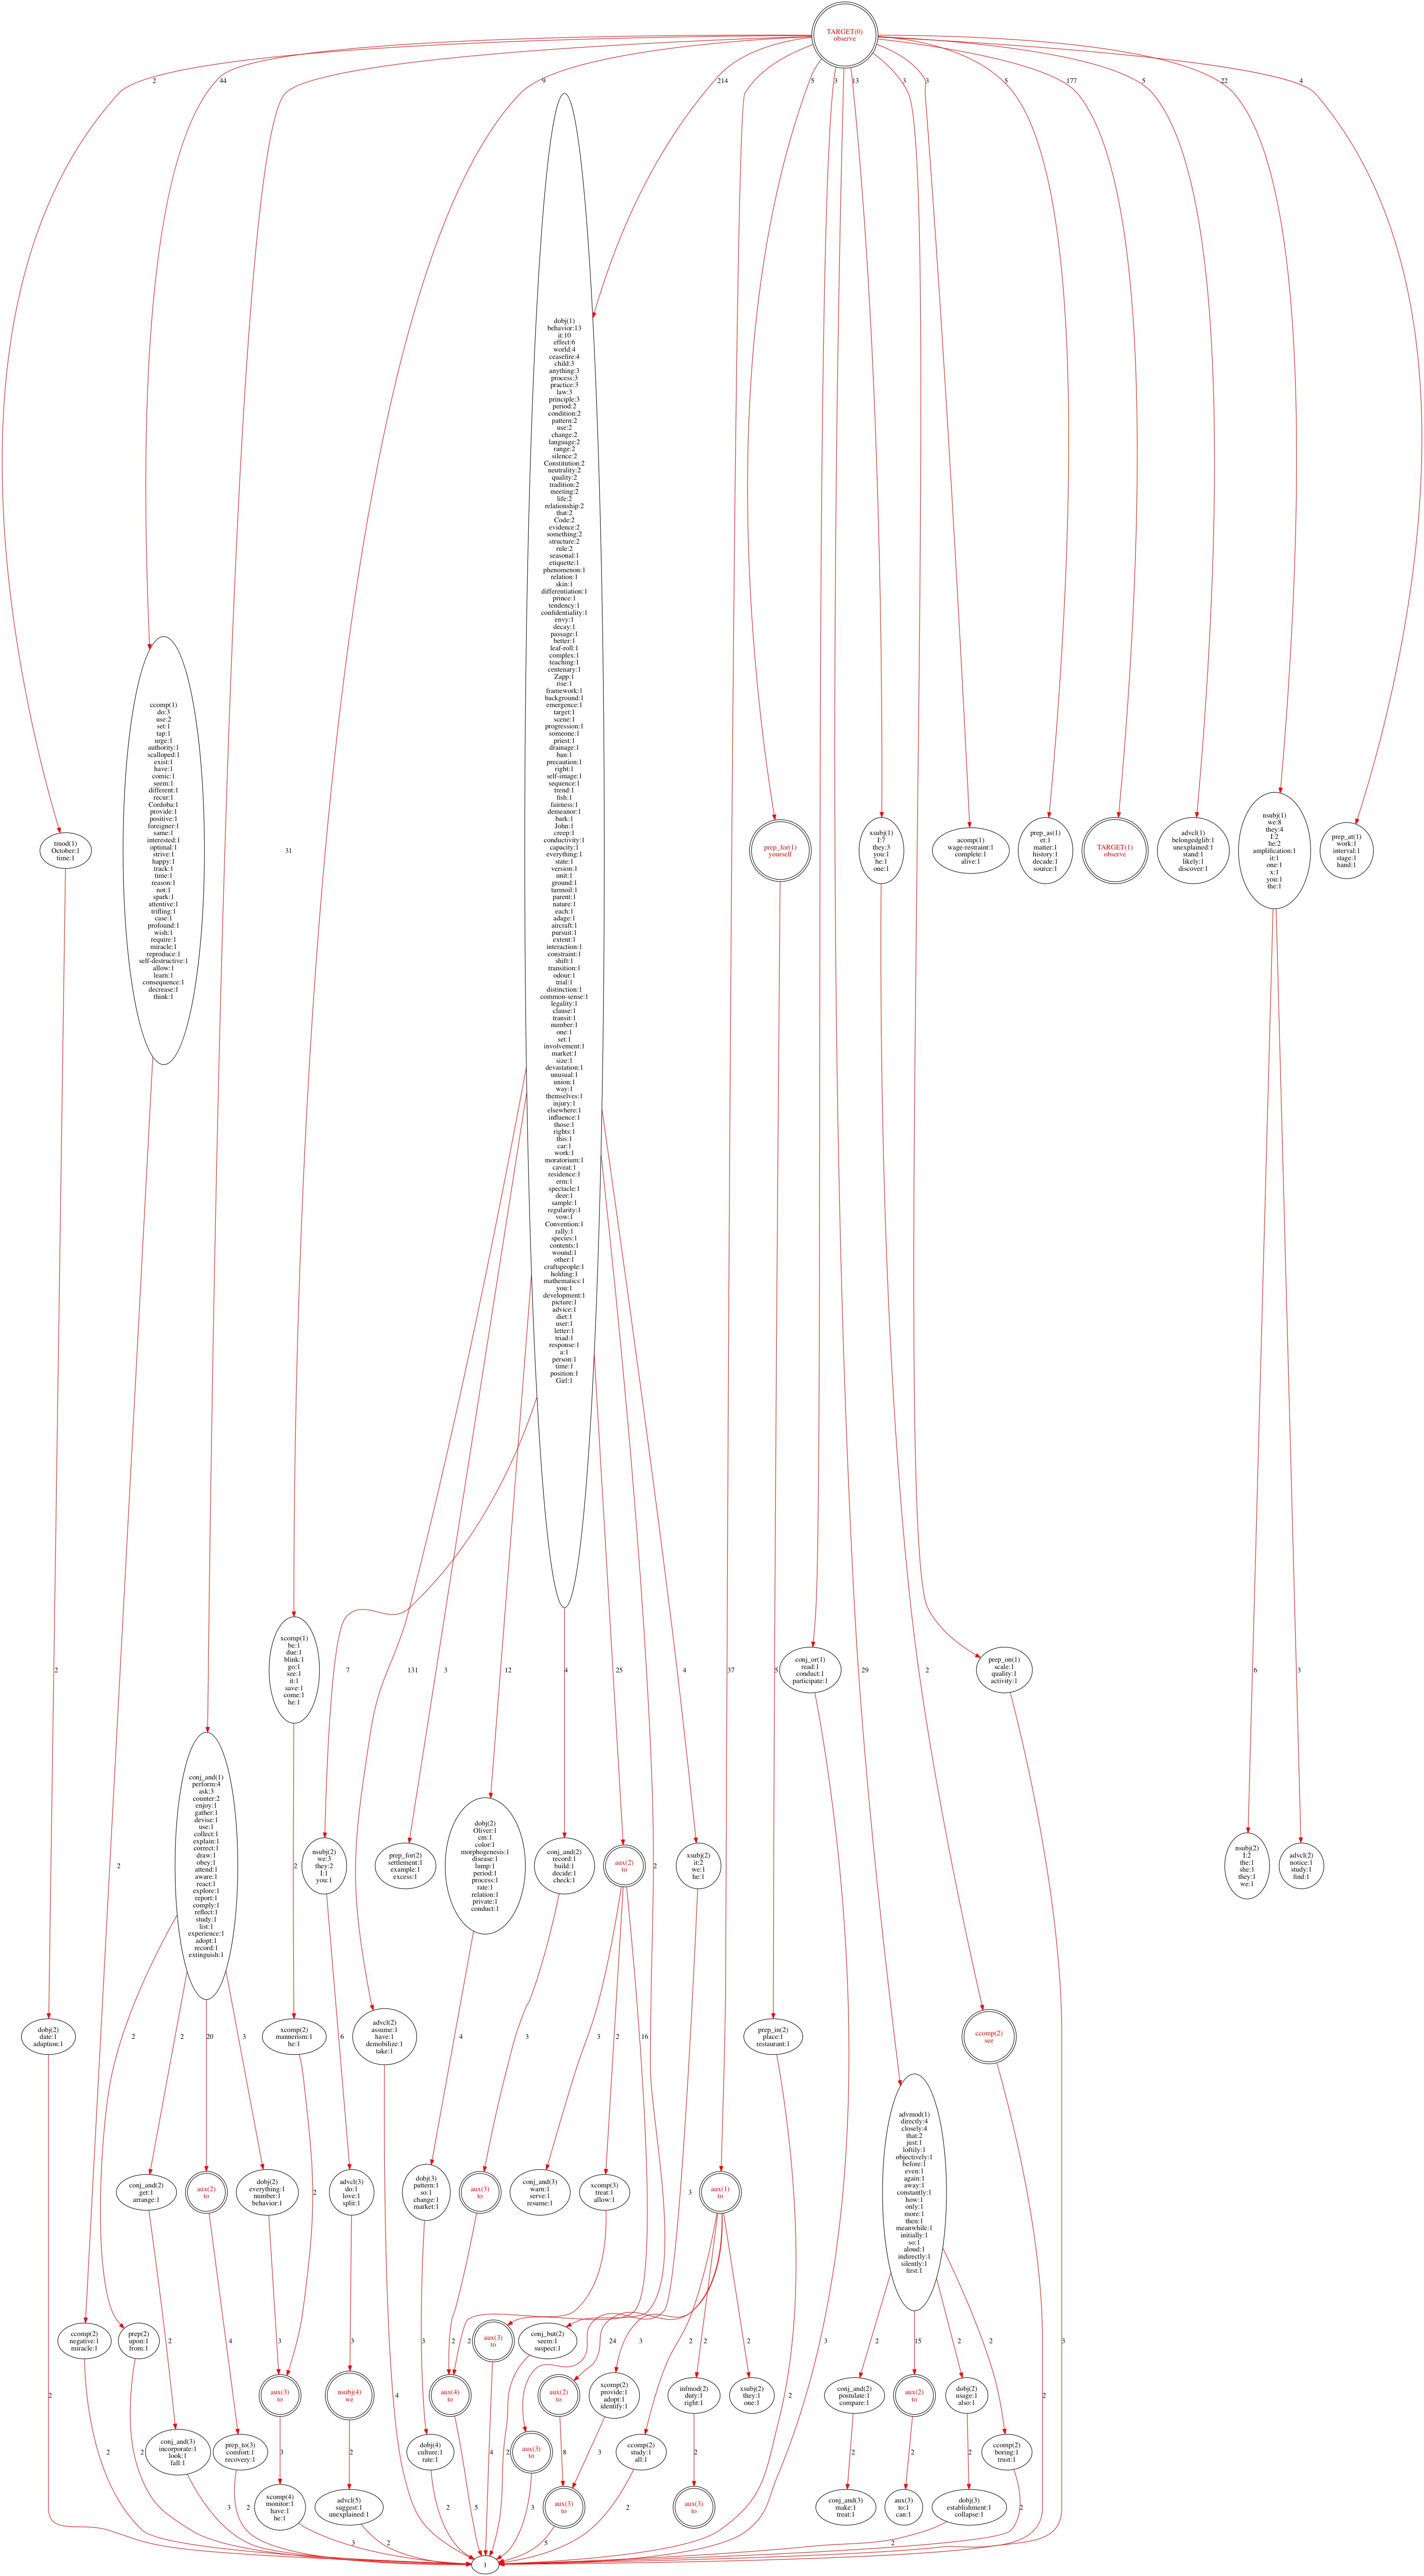 TARGET(0)
observe
2
44
9
214
5
3
13
3
3
5
177
5
22
4
dobj(1)
behavior:13
it:10
effect:6
world:4
ceasefire:4
child:3
anything:3
process:3
practice:3
law:3
principle:3
period:2
condition:2
pattern:2
use:2
change:2
language:2
range:2
silence:2
Constitution:2
neutrality:2
quality:2
tradition:2
meeting:2
life:2
relationship:2
that:2
Code:2
evidence:2
something:2
structure:2
rule:2
seasonal:1
etiquette:1
phenomenon:1
relation:1
skin:1
differentiation:1
prince:1
tendency:1
confidentiality:1
envy:1
decay:1
passage:1
better:1
leaf-roll:1
complex:1
teaching:1
centenary:1
Zapp:1
rise:1
framework:1
background:1
emergence:1
target:1
scene:1
progression:1
someone:1
priest:1
drainage:1
ban:1
precaution:1
right:1
self-image:1
sequence:1
trend:1
fish:1
fairness:1
demeanor:1
bark:1
John:1
creep:1
conductivity:1
capacity:1
everything:1
state:1
version:1
unit:1
ground:1
turmoil:1
parent:1
nature:1
each:1
adage:1
aircraft:1
pursuit:1
extent:1
interaction:1
constraint:1
shift:1
transition:1
odour:1
trial:1
distinction:1
common-sense:1
legality:1
clause:1
transit:1
number:1
one:1
set:1
involvement:1
market:1
size:1
devastation:1
unusual:1
union:1
way:1
themselves:1
injury:1
elsewhere:1
influence:1
those:1
rights:1
this:1
car:1
work:1
moratorium:1
caveat:1
residence:1
erm:1
spectacle:1
deer:1
sample:1
regularity:1
vow:1
Convention:1
rally:1
species:1
contents:1
wound:1
other:1
craftspeople:1
holding:1
mathematics:1
you:1
development:1
picture:1
advice:1
diet:1
user:1
letter:1
triad:1
response:1
a:1
person:1
time:1
position:1
Girl:1
ccomp(1)
do:3
use:2
set:1
tap:1
urge:1
authority:1
scalloped:1
exist:1
have:1
comic:1
seem:1
different:1
recur:1
Cordoba:1
provide:1
positive:1
foreigner:1
same:1
interested:1
optimal:1
strive:1
happy:1
track:1
time:1
reason:1
not:1
spark:1
attentive:1
trifling:1
case:1
profound:1
wish:1
require:1
miracle:1
reproduce:1
self-destructive:1
allow:1
learn:1
consequence:1
decrease:1
think:1
tmod(1)
October:1
time:1
31
prep_for(1)
yourself
xsubj(1)
I:7
they:3
you:1
he:1
one:1
acomp(1)
wage-restraint:1
complete:1
alive:1
prep_as(1)
et:1
matter:1
history:1
decade:1
source:1
TARGET(1)
observe
advcl(1)
belongedglib:1
unexplained:1
stand:1
likely:1
discover:1
nsubj(1)
we:8
they:4
I:2
he:2
amplification:1
it:1
one:1
x:1
you:1
the:1
prep_at(1)
work:1
interval:1
stage:1
hand:1
xcomp(1)
be:1
due:1
blink:1
go:1
see:1
it:1
save:1
come:1
he:1
2
7
131
3
12
4
25
4
37
5
conj_or(1)
read:1
conduct:1
participate:1
29
2
prep_on(1)
scale:1
quality:1
activity:1
6
3
conj_and(1)
perform:4
ask:3
counter:2
enjoy:1
gather:1
devise:1
use:1
collect:1
explain:1
correct:1
draw:1
obey:1
attend:1
aware:1
react:1
explore:1
report:1
comply:1
reflect:1
study:1
list:1
experience:1
adopt:1
record:1
extinguish:1
2
2
nsubj(2)
we:3
they:2
I:1
you:1
prep_for(2)
settlement:1
example:1
excess:1
dobj(2)
Oliver:1
cm:1
color:1
morphogenesis:1
disease:1
lump:1
period:1
process:1
rate:1
relation:1
private:1
conduct:1
conj_and(2)
record:1
build:1
decide:1
check:1
aux(2)
to
2
xsubj(2)
it:2
we:1
he:1
nsubj(2)
I:2
the:1
she:1
they:1
we:1
advcl(2)
notice:1
study:1
find:1
dobj(2)
date:1
adaption:1
2
2
20
3
xcomp(2)
mannerism:1
he:1
6
advcl(2)
assume:1
have:1
demobilize:1
take:1
4
3
3
2
16
prep_in(2)
place:1
restaurant:1
ccomp(2)
see
advmod(1)
directly:4
closely:4
that:2
just:1
loftily:1
objectively:1
before:1
even:1
again:1
away:1
constantly:1
how:1
only:1
more:1
then:1
meanwhile:1
initially:1
so:1
aloud:1
indirectly:1
silently:1
first:1
conj_and(2)
get:1
arrange:1
aux(2)
to
dobj(2)
everything:1
number:1
behavior:1
2
advcl(3)
do:1
love:1
split:1
dobj(3)
pattern:1
so:1
change:1
market:1
aux(3)
to
conj_and(3)
warn:1
serve:1
resume:1
xcomp(3)
treat:1
allow:1
3
aux(1)
to
ccomp(2)
negative:1
miracle:1
prep(2)
upon:1
from:1
2
4
3
3
3
2
2
aux(3)
to
conj_but(2)
seem:1
suspect:1
24
3
2
2
2
3
2
15
2
2
3
2
aux(3)
to
nsubj(4)
we
4
aux(4)
to
aux(2)
to
xcomp(2)
provide:1
adopt:1
identify:1
infmod(2)
duty:1
right:1
xsubj(2)
they:1
one:1
2
conj_and(2)
postulate:1
compare:1
aux(2)
to
dobj(2)
usage:1
also:1
2
2
2
conj_and(3)
incorporate:1
look:1
fall:1
prep_to(3)
comfort:1
recovery:1
3
2
dobj(4)
culture:1
rate:1
4
2
aux(3)
to
8
3
ccomp(2)
study:1
all:1
2
2
2
2
ccomp(2)
boring:1
trust:1
3
2
xcomp(4)
monitor:1
have:1
he:1
advcl(5)
suggest:1
unexplained:1
2
5
3
aux(3)
to
2
aux(3)
to
conj_and(3)
make:1
treat:1
aux(3)
to:1
can:1
dobj(3)
establishment:1
collapse:1
2
3
2
5
2
1